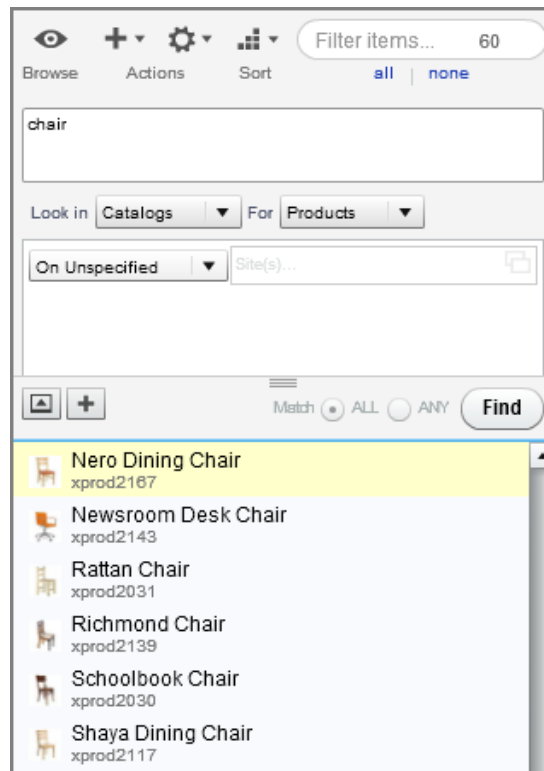 Filter items... 60
Browse Actions Sort all | none
chair
Look in Catalogs For Products
On Unspecified Site(s)...
Match ALL ANY Find
Nero Dining Chair
xprod2167
Newsroom Desk Chair
xprod2143
Rattan Chair
xprod2031
Richmond Chair
xprod2139
Schoolbook Chair
xprod2030
Shaya Dining Chair
xprod2117